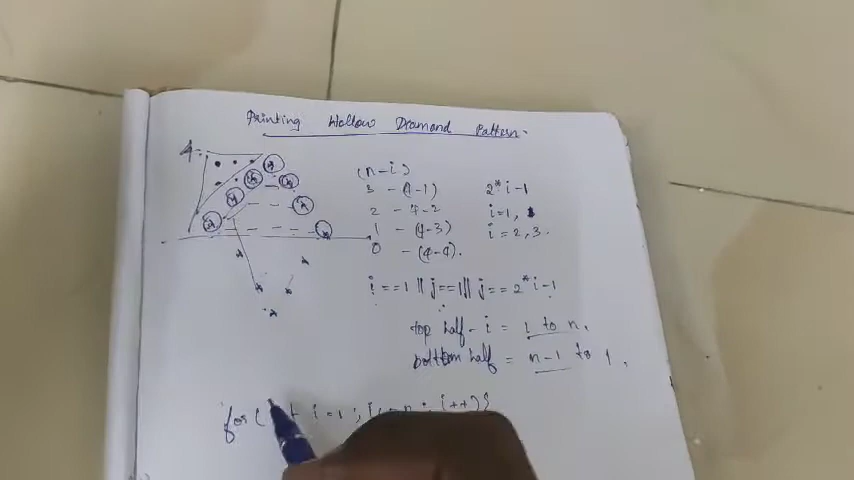 Printing Hollow Diamond Pattern.
4
(n-i)
3 - (4-1) 2*i-1
2 - 4-2 i=1,
1 - (4-3) i=2,3.
0 - (4-4).
i==1 || j==1 || j==2*i-1
top half - i = 1 to n.
bottom half = n-1 to 1.
for( i=1; n; i++){